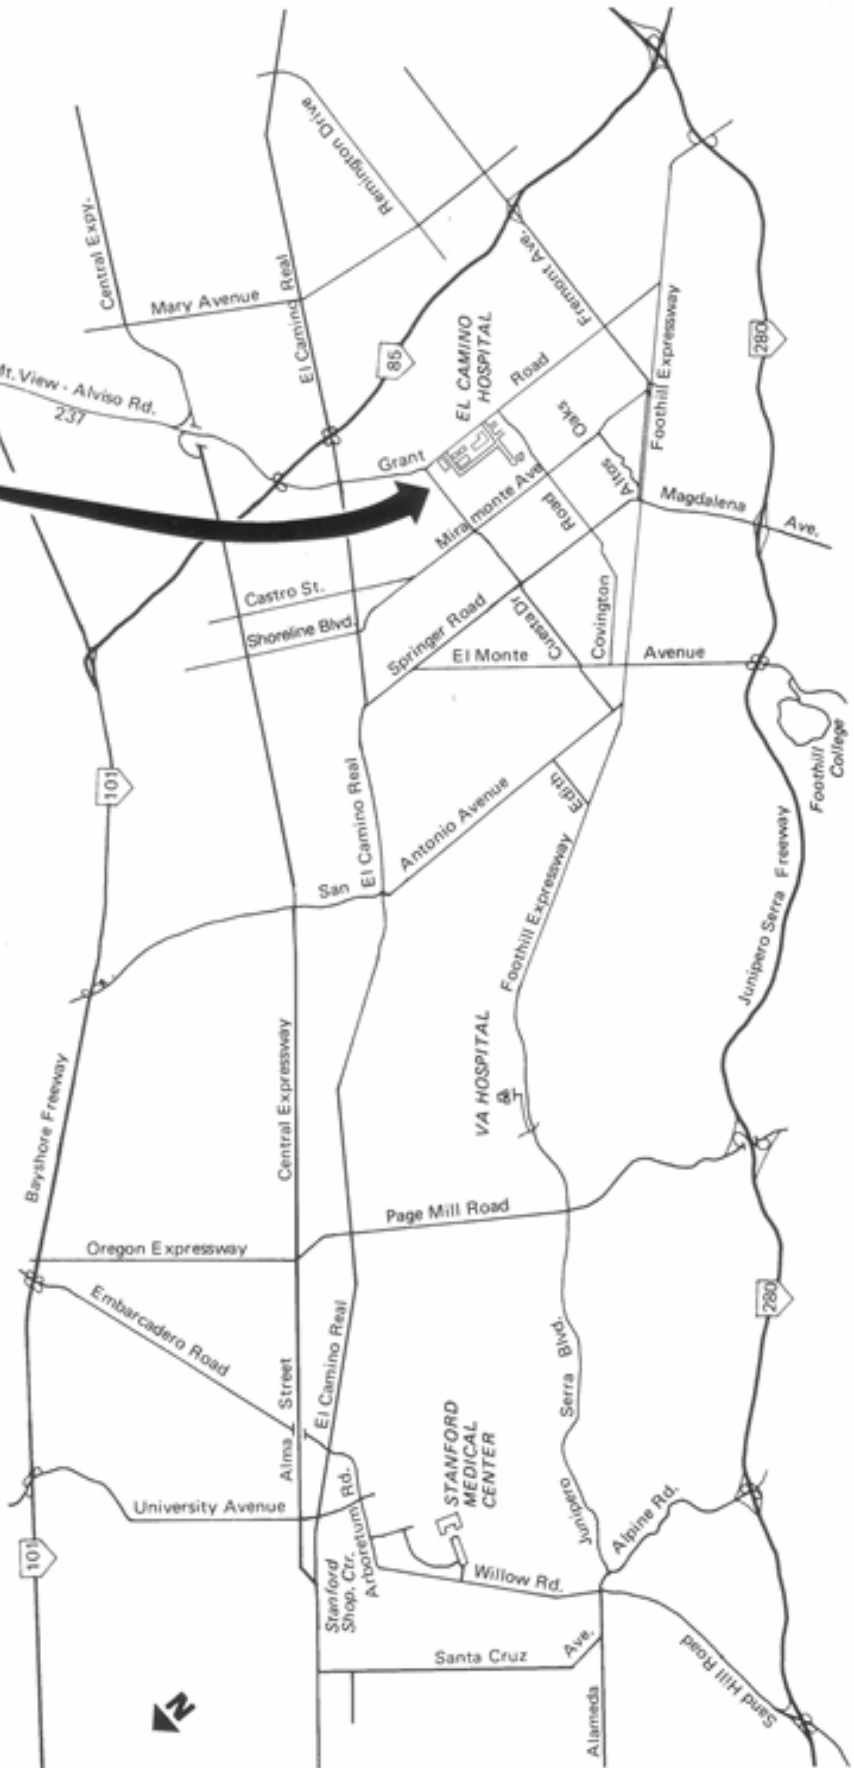 Central Expy.
El Camino Real
Remington Drive
Mary Avenue
Fremont Ave.
Foothill Expressway
280
85
EL CAMINO
HOSPITAL
Mt. View - Alviso Rd.
237
Grant Road
Miramonte Ave
Oaks
Altos
Road
Magdalena Ave.
Castro St.
Shoreline Blvd.
Springer Road
Cuesta Dr
Covington
El Monte Avenue
Foothill
College
101
El Camino Real
San Antonio Avenue
Edith
Foothill Expressway
Junipero Serra Freeway
Bayshore Freeway
Central Expressway
VA HOSPITAL
Page Mill Road
Oregon Expressway
Embarcadero Road
280
Alma Street
El Camino Real
Junipero Serra Blvd.
STANFORD
MEDICAL
CENTER
University Avenue
101
Arboretum Rd.
Stanford
Shop. Ctr.
Alpine Rd.
Willow Rd.
Santa Cruz Ave.
Sand Hill Road
Alameda
N